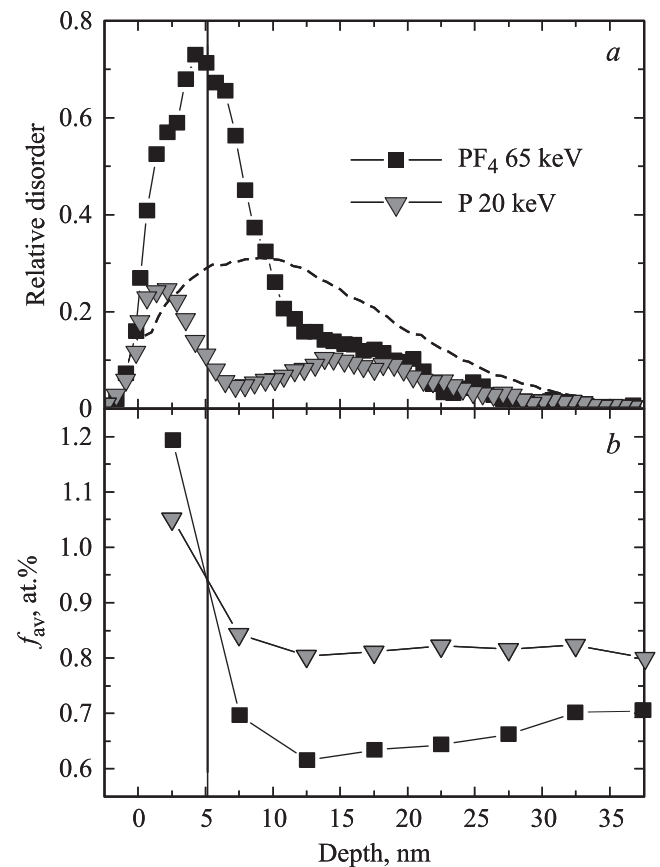 0.8
a
0.6
PF4 65 keV
P 20 keV
Relative disorder
0.4
0.2
0
b
1.2
1.1
1.0
fav, at.%
0.9
0.8
0.7
0.6
0 5 10 15 20 25 30 35
Depth, nm